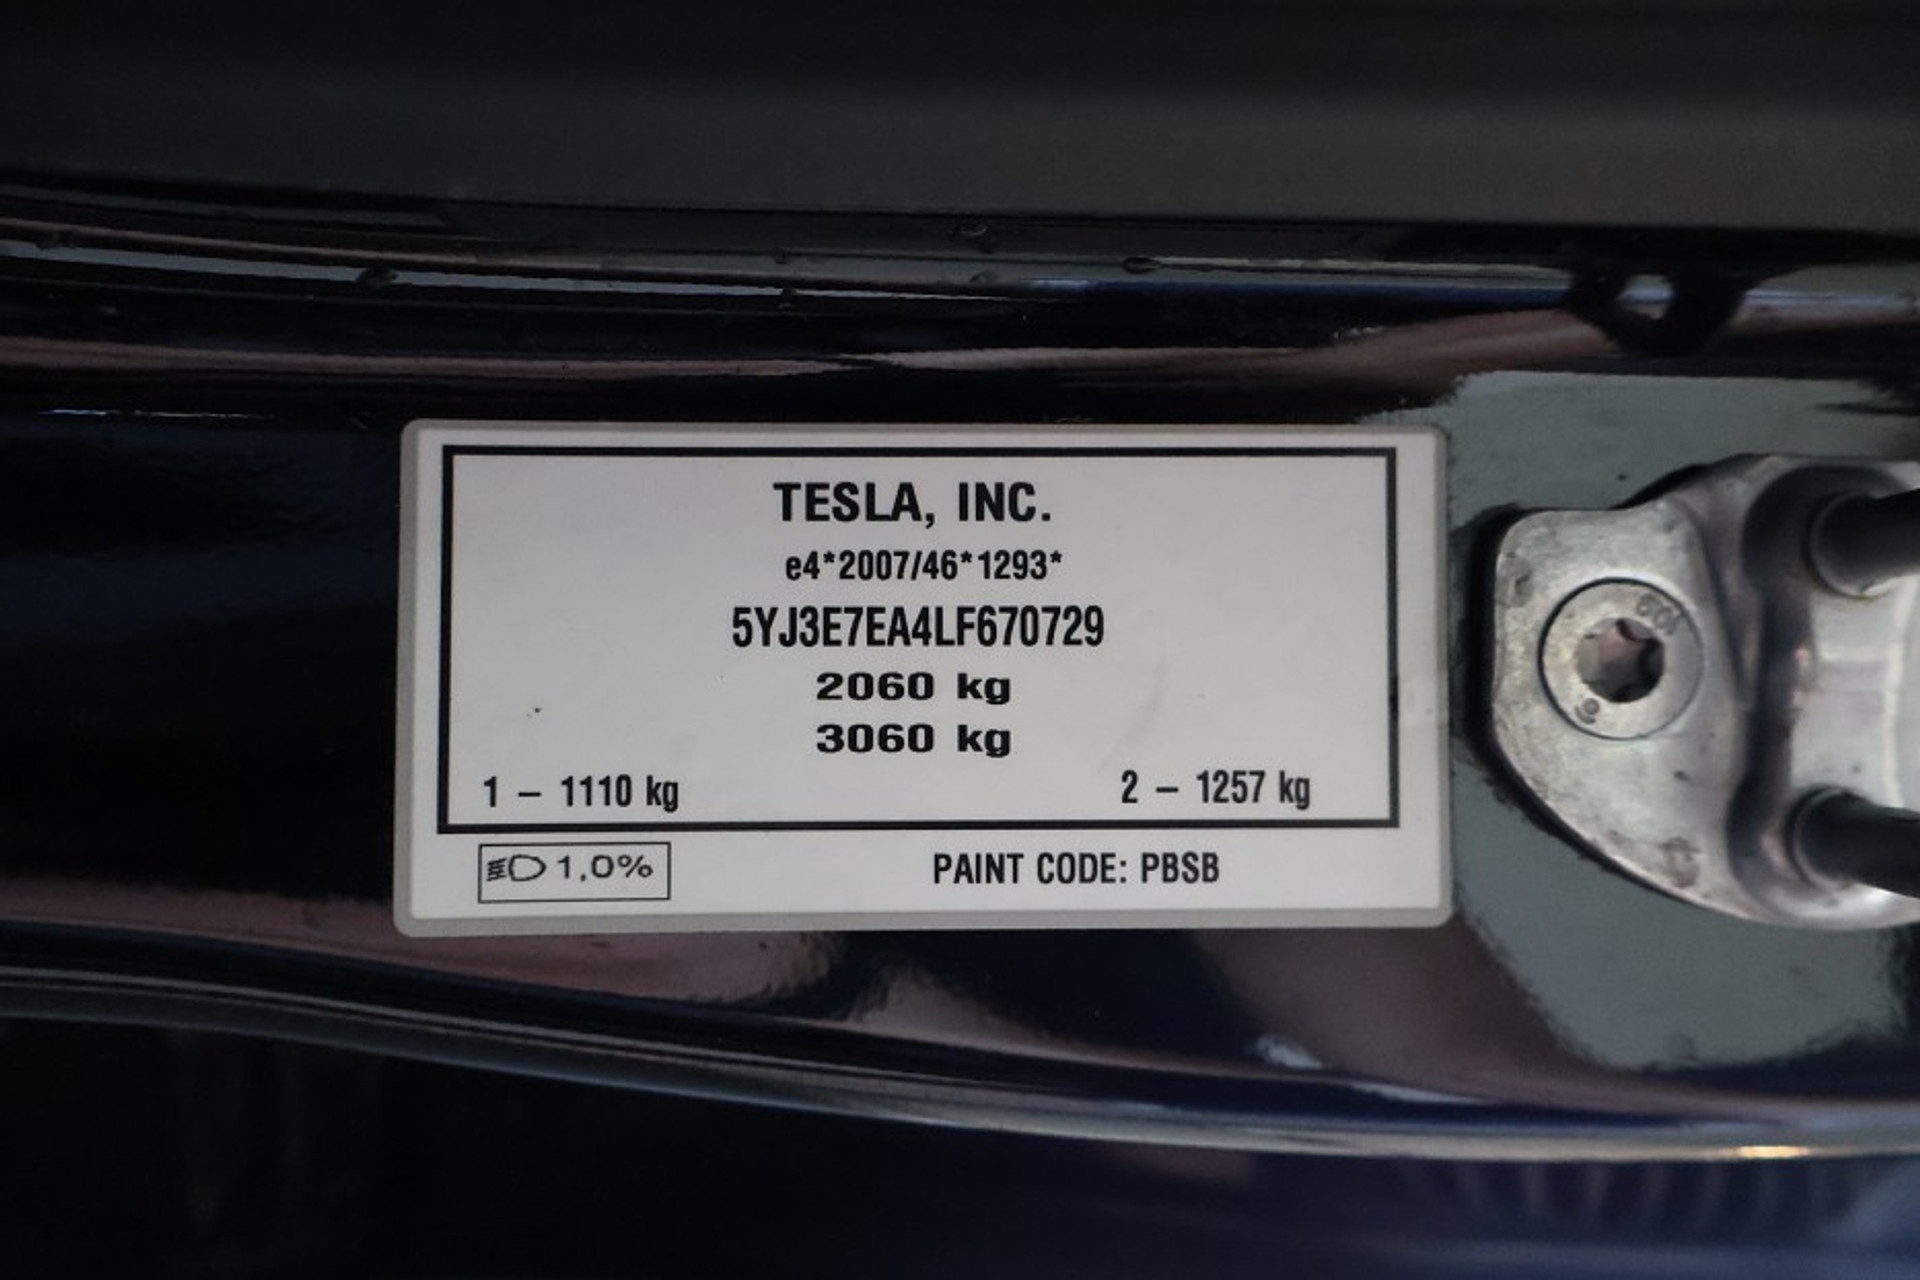 TESLA, INC.
e4*2007/46*1293*
5YJ3E7EA4LF670729
2060 kg
3060 kg
1 – 1110 kg 2 – 1257 kg
1,0% PAINT CODE: PBSB